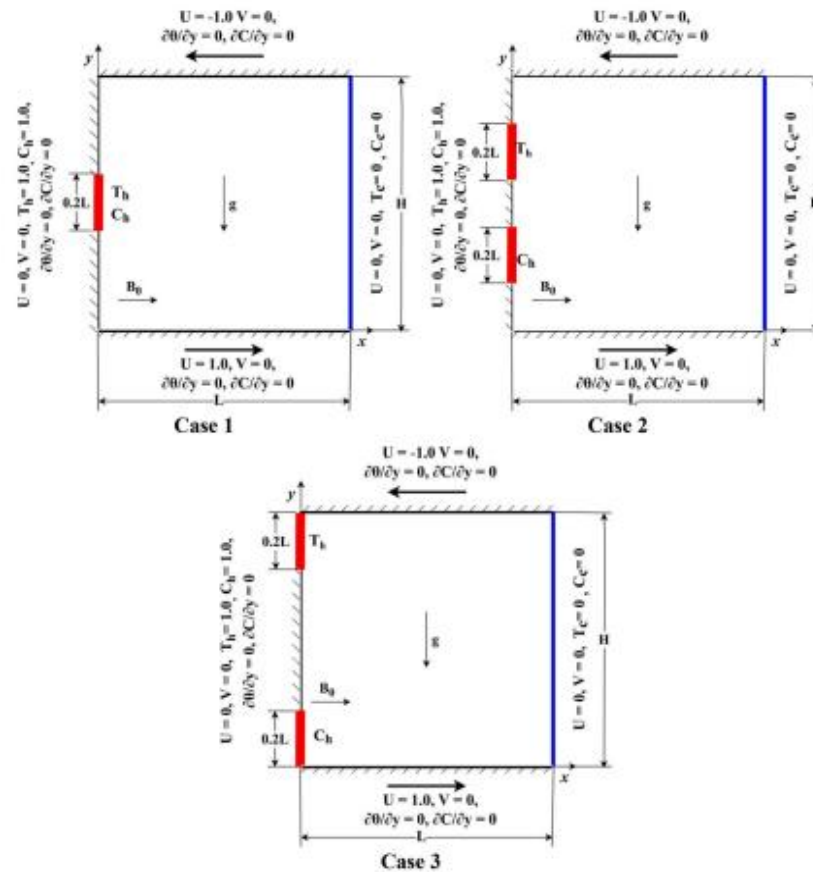 U = -1.0 V = 0,
∂θ/∂y = 0, ∂C/∂y = 0
y
U = 0, V = 0, T_h = 1.0, C_h = 1.0,
∂θ/∂y = 0, ∂C/∂y = 0
0.2L
T_h
C_h
g
H
U = 0, V = 0, T_c = 0 , C_c = 0
B_0
x
U = 1.0, V = 0,
∂θ/∂y = 0, ∂C/∂y = 0
L
Case 1
U = -1.0 V = 0,
∂θ/∂y = 0, ∂C/∂y = 0
y
U = 0, V = 0, T_h = 1.0, C_h = 1.0,
∂θ/∂y = 0, ∂C/∂y = 0
0.2L
T_h
g
0.2L
C_h
U = 0, V = 0, T_c = 0 , C_c = 0
B_0
x
U = 1.0, V = 0,
∂θ/∂y = 0, ∂C/∂y = 0
L
Case 2
U = -1.0 V = 0,
∂θ/∂y = 0, ∂C/∂y = 0
y
U = 0, V = 0, T_h = 1.0, C_h = 1.0,
∂θ/∂y = 0, ∂C/∂y = 0
0.2L
T_h
g
H
U = 0, V = 0, T_c = 0 , C_c = 0
B_0
0.2L
C_h
x
U = 1.0, V = 0,
∂θ/∂y = 0, ∂C/∂y = 0
L
Case 3